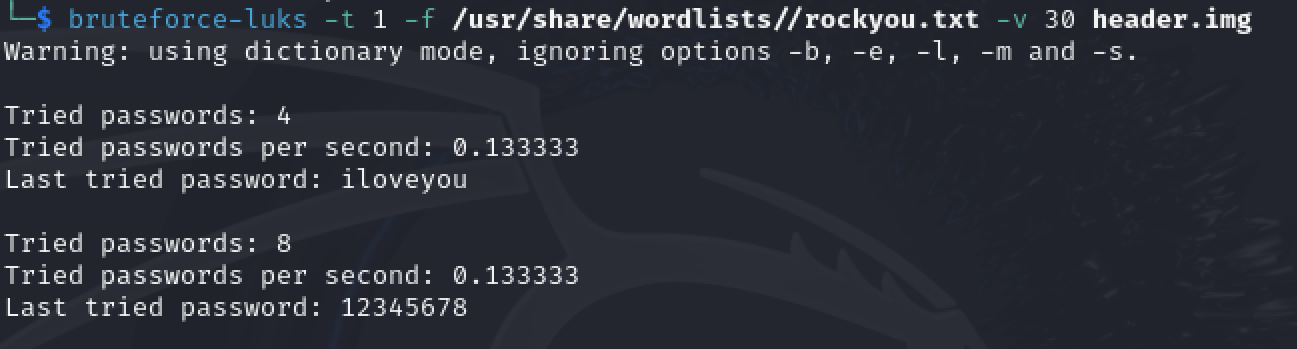 └─$ bruteforce-luks -t 1 -f /usr/share/wordlists//rockyou.txt -v 30 header.img
Warning: using dictionary mode, ignoring options -b, -e, -l, -m and -s.
Tried passwords: 4
Tried passwords per second: 0.133333
Last tried password: iloveyou
Tried passwords: 8
Tried passwords per second: 0.133333
Last tried password: 12345678